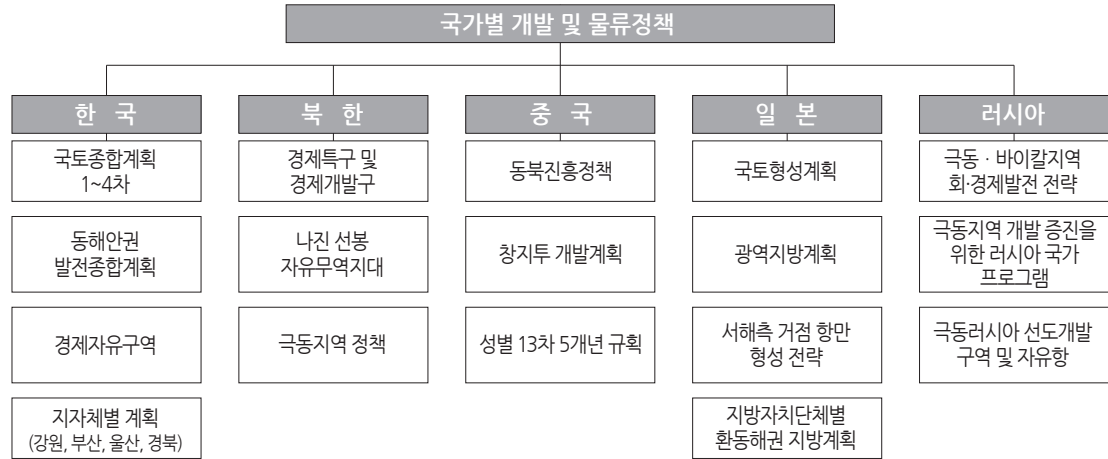 국가별 개발 및 물류정책
한 국
국토종합계획
1~4차
동해안권
발전종합계획
경제자유구역
지자체별 계획
(강원, 부산, 울산, 경북)
북 한
경제특구 및
경제개발구
나진 선봉
자유무역지대
극동지역 정책
중 국
동북진흥정책
창지투 개발계획
성별 13차 5개년 규획
일 본
국토형성계획
광역지방계획
서해측 거점 항만
형성 전략
지방자치단체별
환동해권 지방계획
러시아
극동 · 바이칼지역
회·경제발전 전략
극동지역 개발 증진을
위한 러시아 국가
프로그램
극동러시아 선도개발
구역 및 자유항